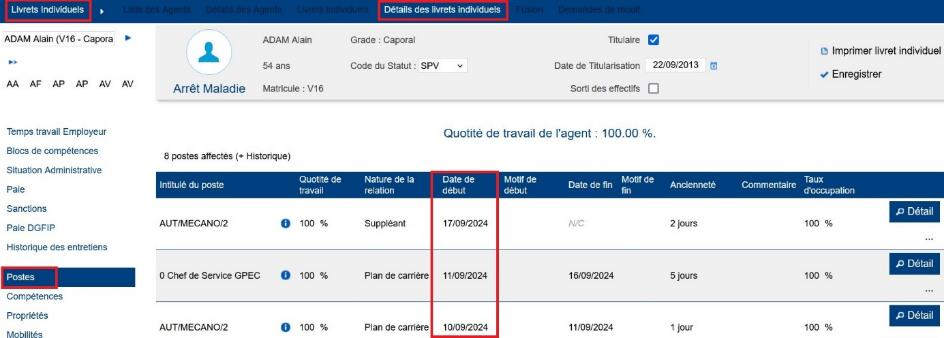 Livrets Individuels Liste des Agents Détails des Agents Livrets Individuels Détails des livrets individuels Fusion Demandes de modif.
ADAM Alain (V16 - Capora
AA AF AP AP AV AV
ADAM Alain Grade : Caporal Titulaire
54 ans Code du Statut : SPV Date de Titularisation 22/09/2013
Arrêt Maladie Matricule : V16 Sorti des effectifs
Imprimer livret individuel
Enregistrer
Temps travail Employeur
Blocs de compétences
Situation Administrative
Paie
Sanctions
Paie DGFIP
Historique des entretiens
Postes
Compétences
Propriétés
Mobilités
Quotité de travail de l'agent : 100.00 %.
8 postes affectés (+ Historique)
Intitulé du poste Quotité de travail Nature de la relation Date de début Motif de début Date de fin Motif de fin Ancienneté Commentaire Taux d'occupation
AUT/MECANO/2 100 % Suppléant 17/09/2024 N/C 2 jours 100 % Détail
...
0 Chef de Service GPEC 100 % Plan de carrière 11/09/2024 16/09/2024 5 jours 100 % Détail
...
AUT/MECANO/2 100 % Plan de carrière 10/09/2024 11/09/2024 1 jour 100 % Détail
...